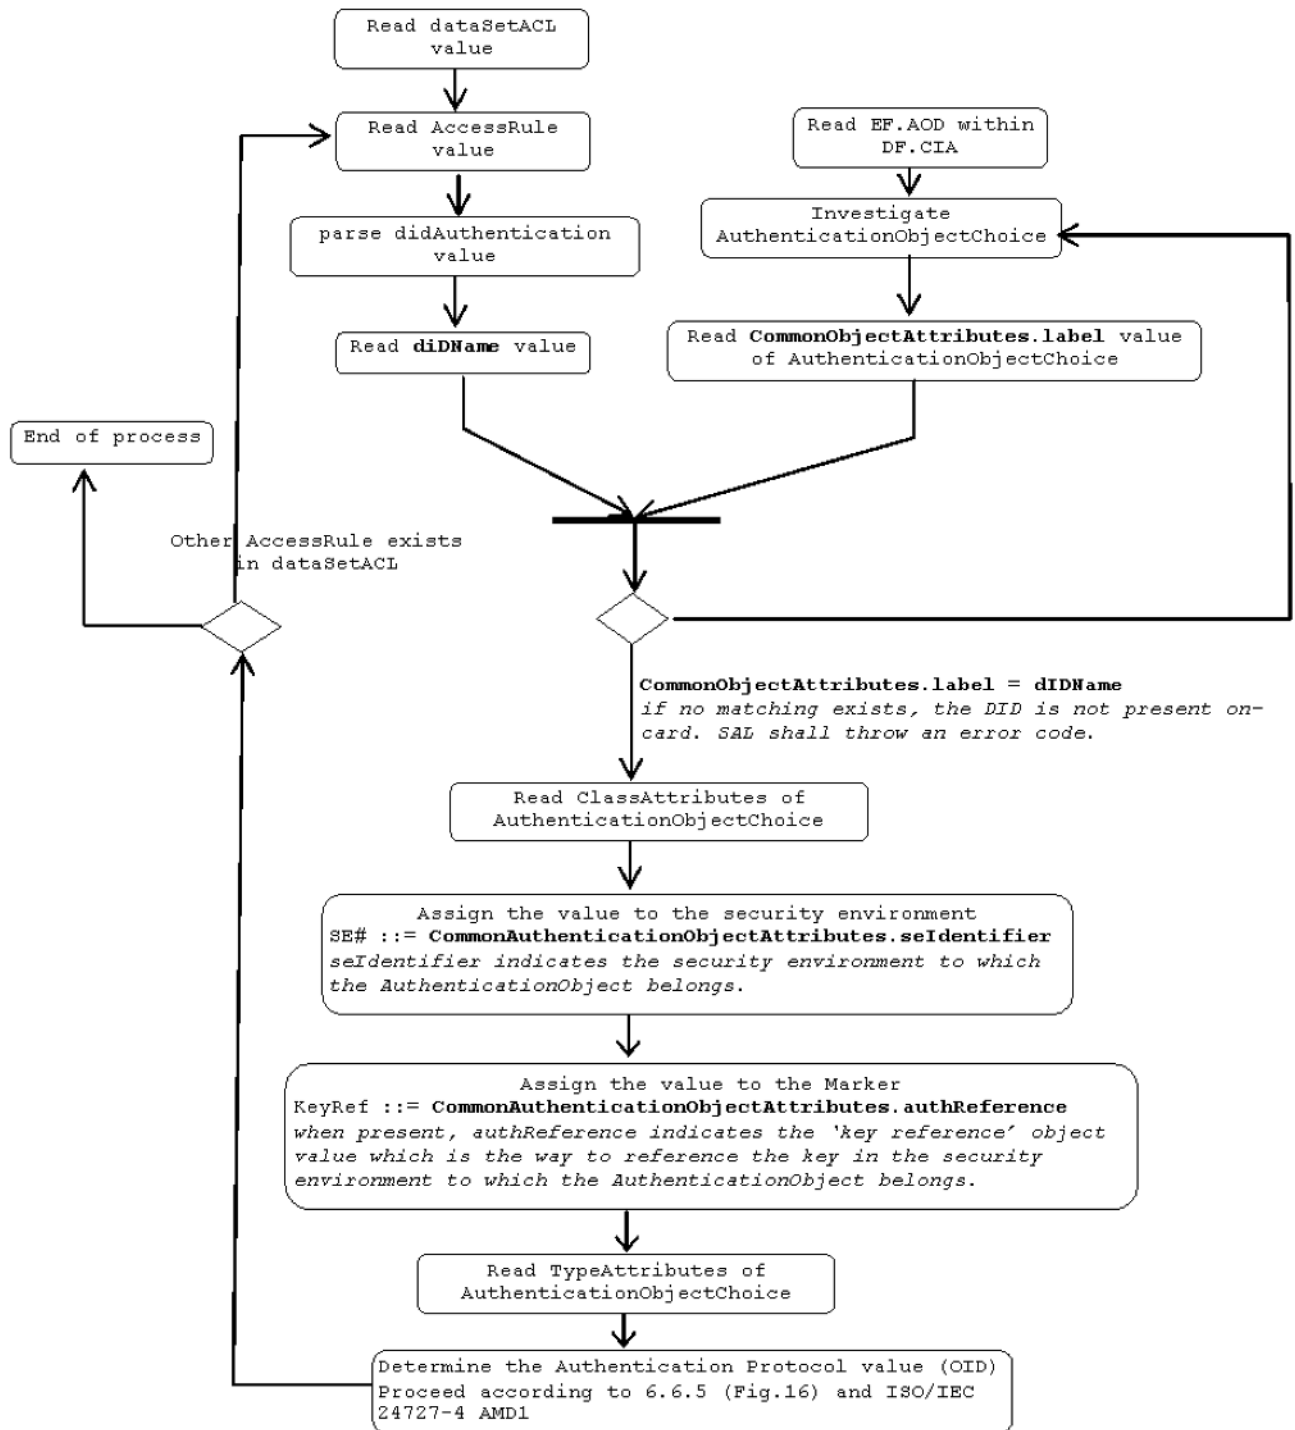 Read dataSetACL
value
Read AccessRule
value
parse didAuthentication
value
Read diDName value
Read EF.AOD within
DF.CIA
Investigate
AuthenticationObjectChoice
Read CommonObjectAttributes.label value
of AuthenticationObjectChoice
End of process
Other AccessRule exists
in dataSetACL
CommonObjectAttributes.label = dIDName
if no matching exists, the DID is not present on-
card. SAL shall throw an error code.
Read ClassAttributes of
AuthenticationObjectChoice
Assign the value to the security environment
SE# ::= CommonAuthenticationObjectAttributes.seIdentifier
seIdentifier indicates the security environment to which
the AuthenticationObject belongs.
Assign the value to the Marker
KeyRef ::= CommonAuthenticationObjectAttributes.authReference
when present, authReference indicates the ‘key reference’ object
value which is the way to reference the key in the security
environment to which the AuthenticationObject belongs.
Read TypeAttributes of
AuthenticationObjectChoice
Determine the Authentication Protocol value (OID)
Proceed according to 6.6.5 (Fig.16) and ISO/IEC
24727-4 AMD1